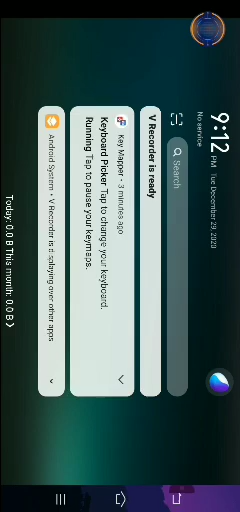 9:12 PM Tue December 29, 2020
No service
Search
V Recorder is ready
Key Mapper • 3 minutes ago
Keyboard Picker Tap to change your keyboard.
Running Tap to pause your keymaps.
Android System • V Recorder is displaying over other apps
Today: 0.0 B This month: 0.0 B